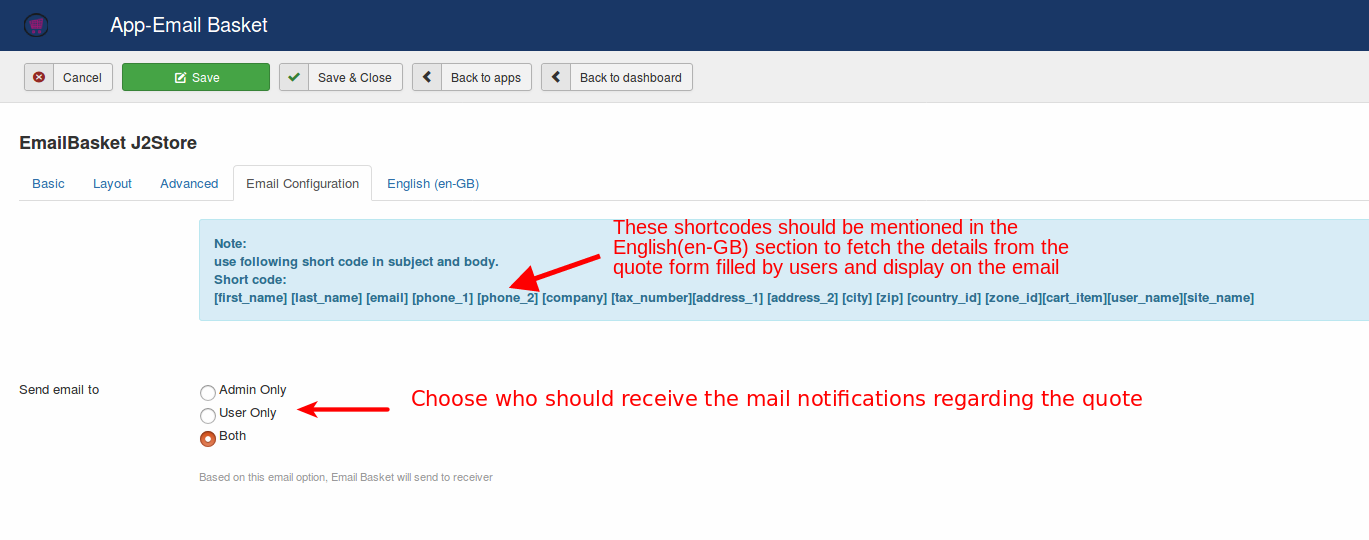 App-Email Basket
Cancel
Save
Save & Close
Back to apps
Back to dashboard
EmailBasket J2Store
Basic
Layout
Advanced
Email Configuration
English (en-GB)
These shortcodes should be mentioned in the
English(en-GB) section to fetch the details from the
quote form filled by users and display on the email
Note:
use following short code in subject and body.
Short code:
[first_name] [last_name] [email] [phone_1] [phone_2] [company] [tax_number][address_1] [address_2] [city] [zip] [country_id] [zone_id][cart_item][user_name][site_name]
Send email to
Admin Only
User Only
Both
Choose who should receive the mail notifications regarding the quote
Based on this email option, Email Basket will send to receiver